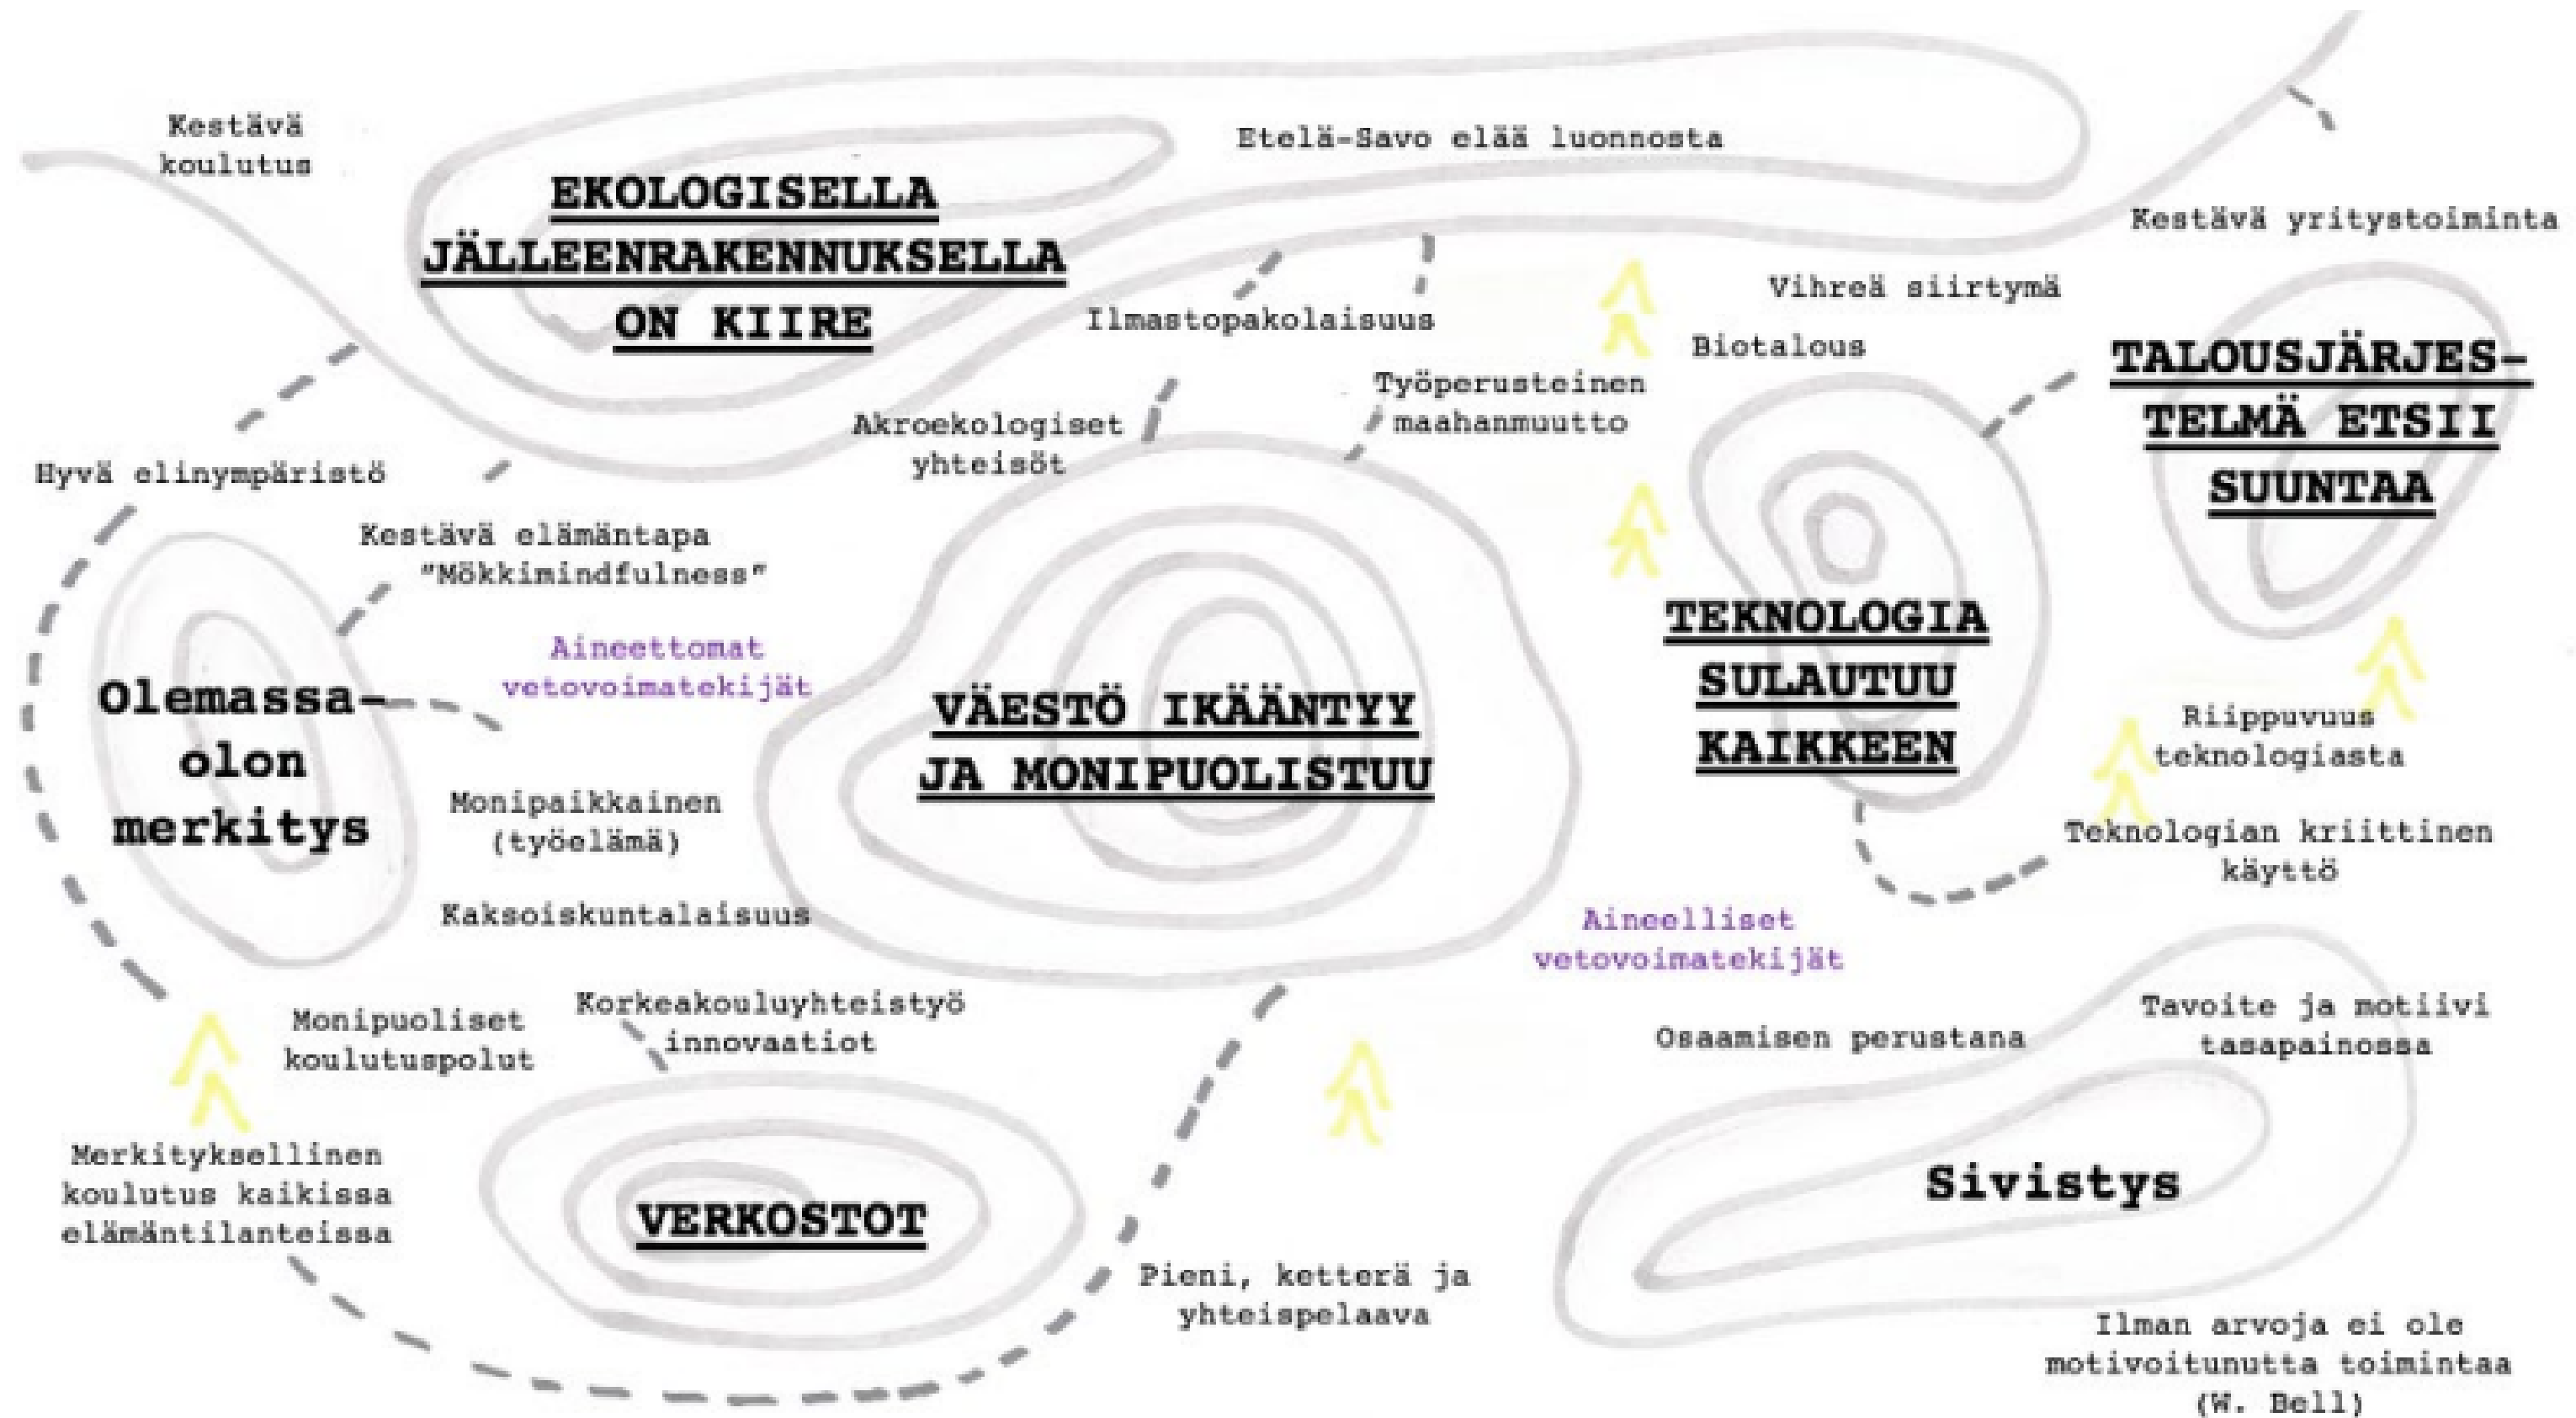 Kestävä
koulutus
EKOLOGISELLA
JÄLLEENRAKENNUKSELLA
ON KIIRE
Etelä-Savo elää luonnosta
Kestävä yritystoiminta
Ilmastopakolaisuus
Vihreä siirtymä
Biotalous
TALOUSJÄRJES-
TELMÄ ETSII
SUUNTAA
Työperusteinen
maahanmuutto
Akroekologiset
yhteisöt
Hyvä elinympäristö
Kestävä elämäntapa
"Mökkimindfulness"
Aineettomat
vetovoimatekijät
Olemassa-
olon
merkitys
VÄESTÖ IKÄÄNTYY
JA MONIPUOLISTUU
TEKNOLOGIA
SULAUTUU
KAIKKEEN
Riippuvuus
teknologiasta
Monipaikkainen
(työelämä)
Teknologian kriittinen
käyttö
Kaksoiskuntalaisuus
Aineelliset
vetovoimatekijät
Monipuoliset
koulutuspolut
Korkeakouluyhteistyö
innovaatiot
Osaamisen perustana
Tavoite ja motiivi
tasapainossa
Merkityksellinen
koulutus kaikissa
elämäntilanteissa
VERKOSTOT
Sivistys
Pieni, ketterä ja
yhteispelaava
Ilman arvoja ei ole
motivoitunutta toimintaa
(W. Bell)